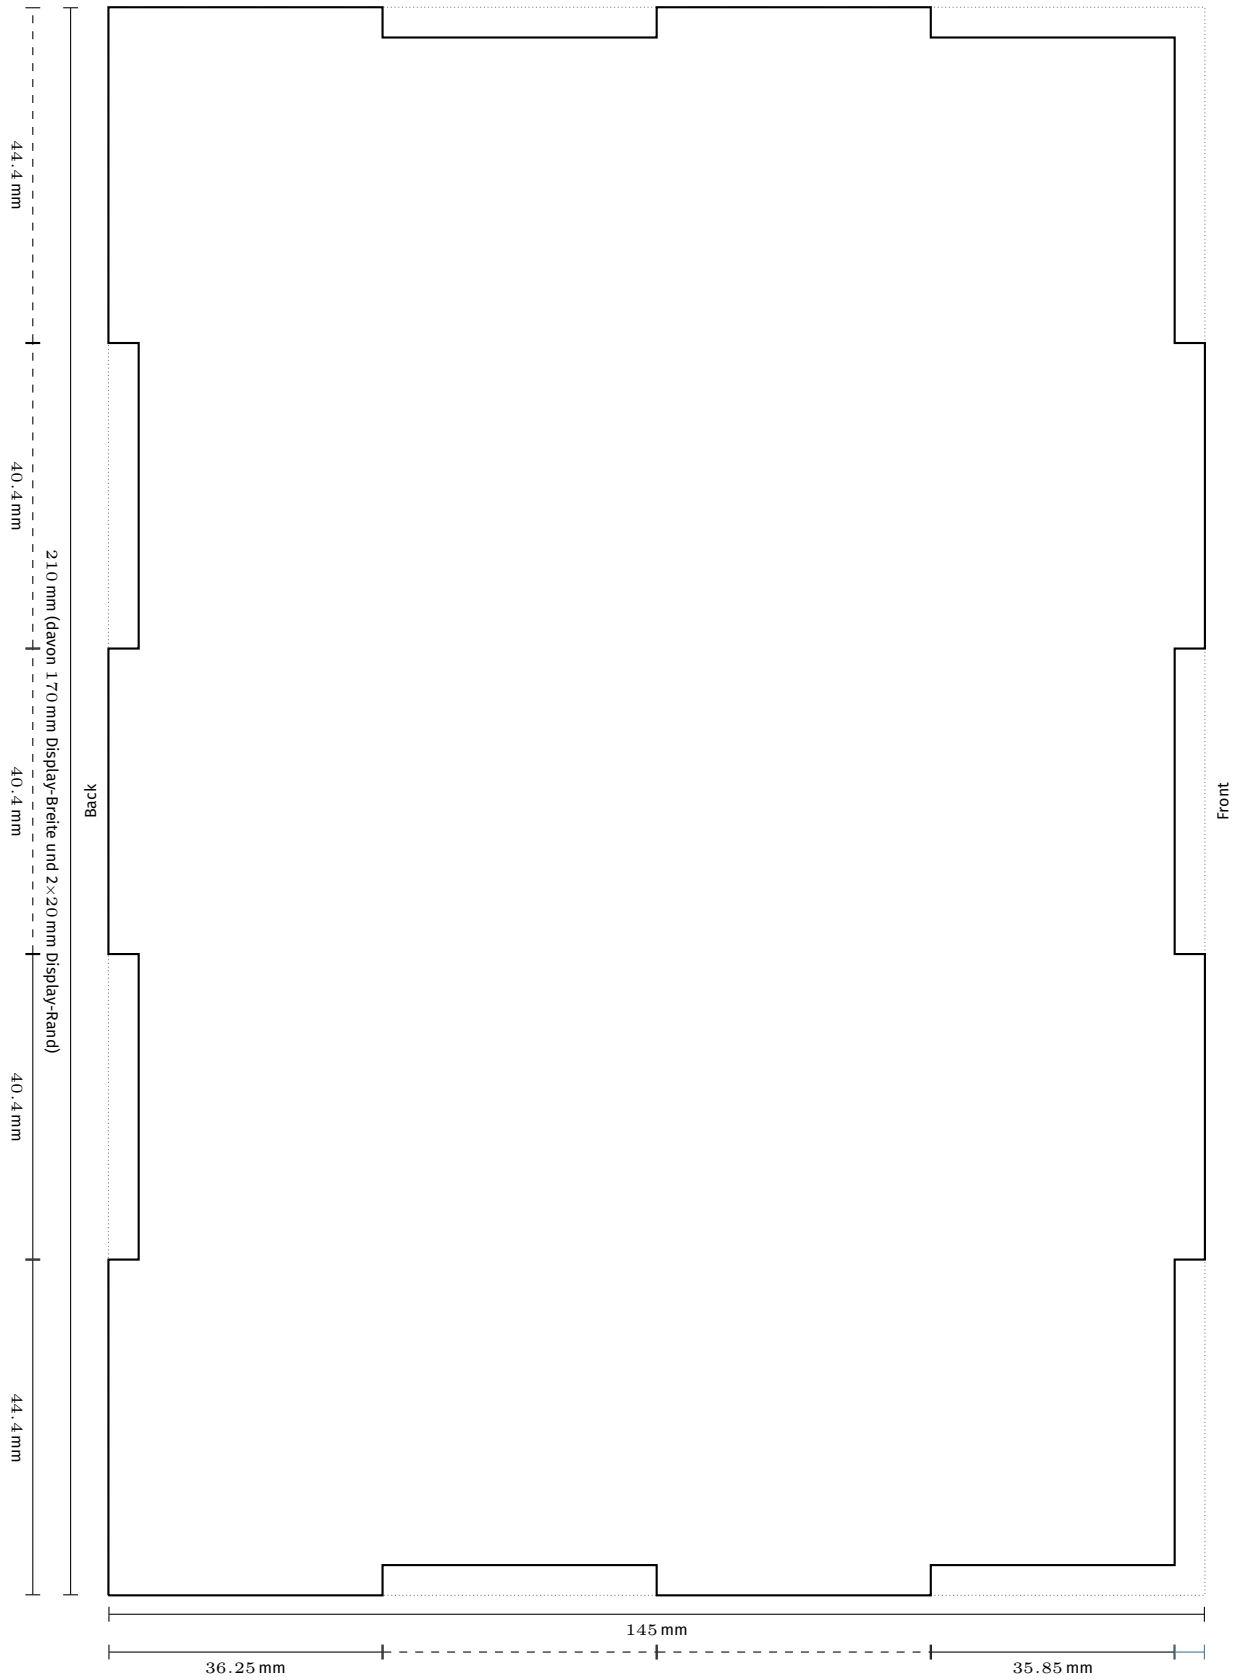 44.4 mm
40.4 mm
40.4 mm
40.4 mm
44.4 mm
210 mm (davon 170 mm Display-Breite und 2×20 mm Display-Rand)
Back
Front
145 mm
36.25 mm
35.85 mm